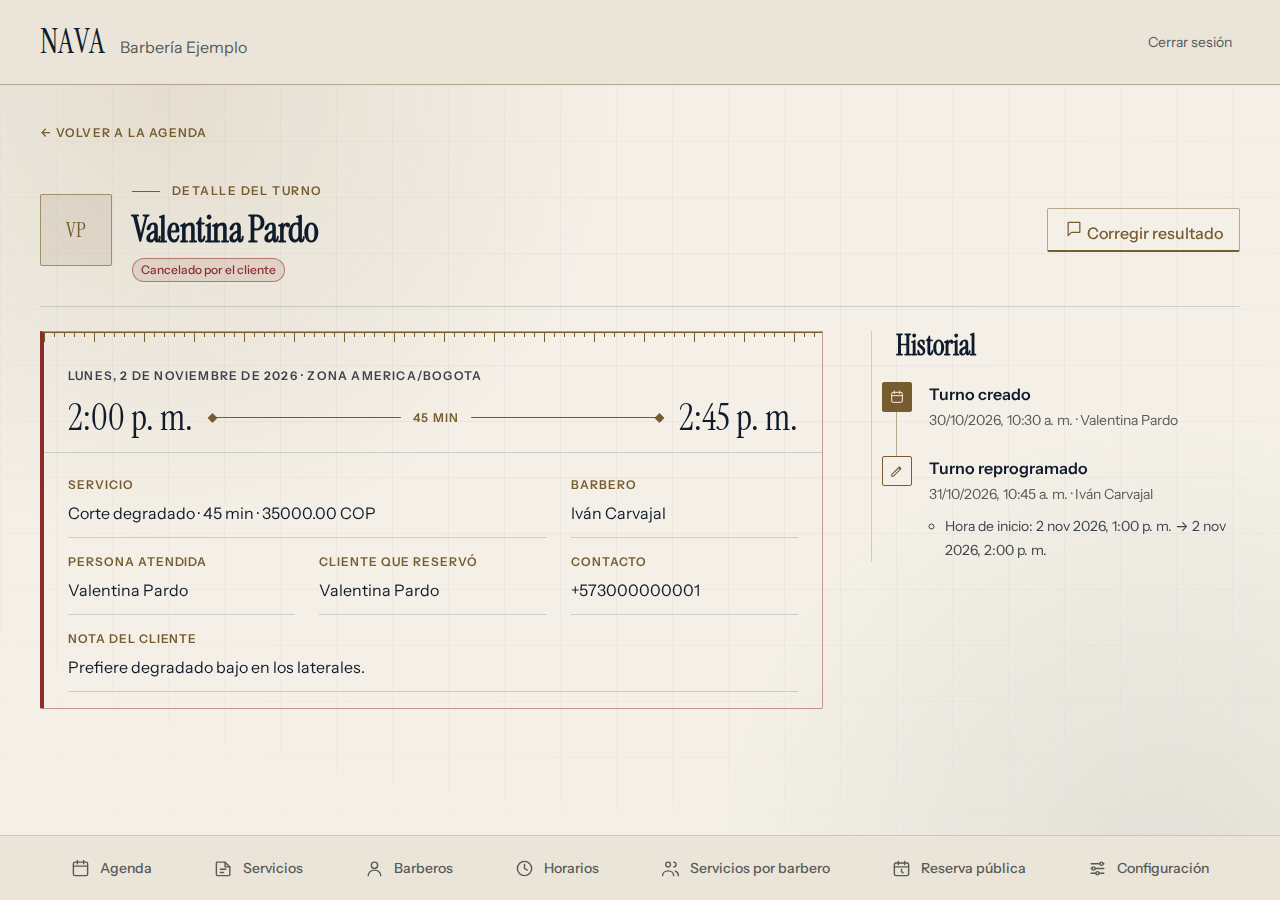 NAVA
Barbería Ejemplo
Cerrar sesión
← VOLVER A LA AGENDA
VP
DETALLE DEL TURNO
Valentina Pardo
Cancelado por el cliente
Corregir resultado
LUNES, 2 DE NOVIEMBRE DE 2026 · ZONA AMERICA/BOGOTA
2:00 p. m.
45 MIN
2:45 p. m.
SERVICIO
Corte degradado · 45 min · 35000.00 COP
BARBERO
Iván Carvajal
PERSONA ATENDIDA
Valentina Pardo
CLIENTE QUE RESERVÓ
Valentina Pardo
CONTACTO
+573000000001
NOTA DEL CLIENTE
Prefiere degradado bajo en los laterales.
Historial
Turno creado
30/10/2026, 10:30 a. m. · Valentina Pardo
Turno reprogramado
31/10/2026, 10:45 a. m. · Iván Carvajal
Hora de inicio: 2 nov 2026, 1:00 p. m. → 2 nov
2026, 2:00 p. m.
Agenda
Servicios
Barberos
Horarios
Servicios por barbero
Reserva pública
Configuración